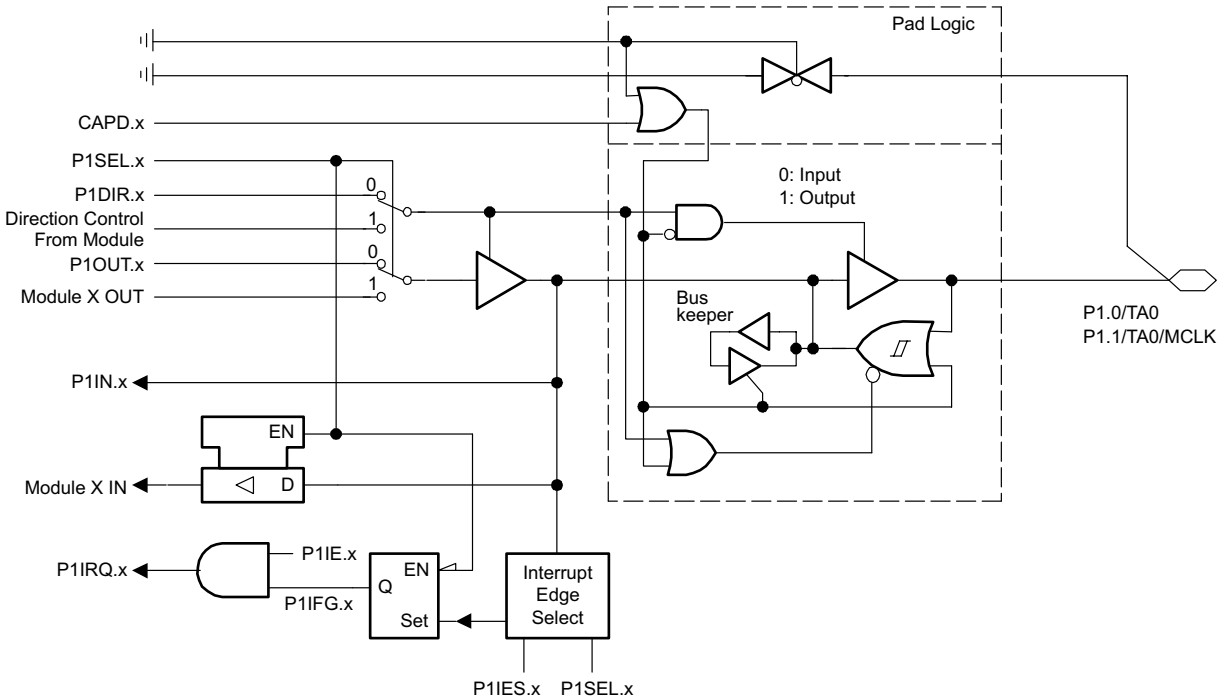 Pad Logic
CAPD.x
P1SEL.x
P1DIR.x
0
Direction Control
From Module
1
P1OUT.x
0
Module X OUT
1
0: Input
1: Output
Bus
keeper
P1.0/TA0
P1.1/TA0/MCLK
P1IN.x
EN
Module X IN
D
P1IRQ.x
P1IE.x
P1IFG.x
EN
Q
Set
Interrupt
Edge
Select
P1IES.x
P1SEL.x